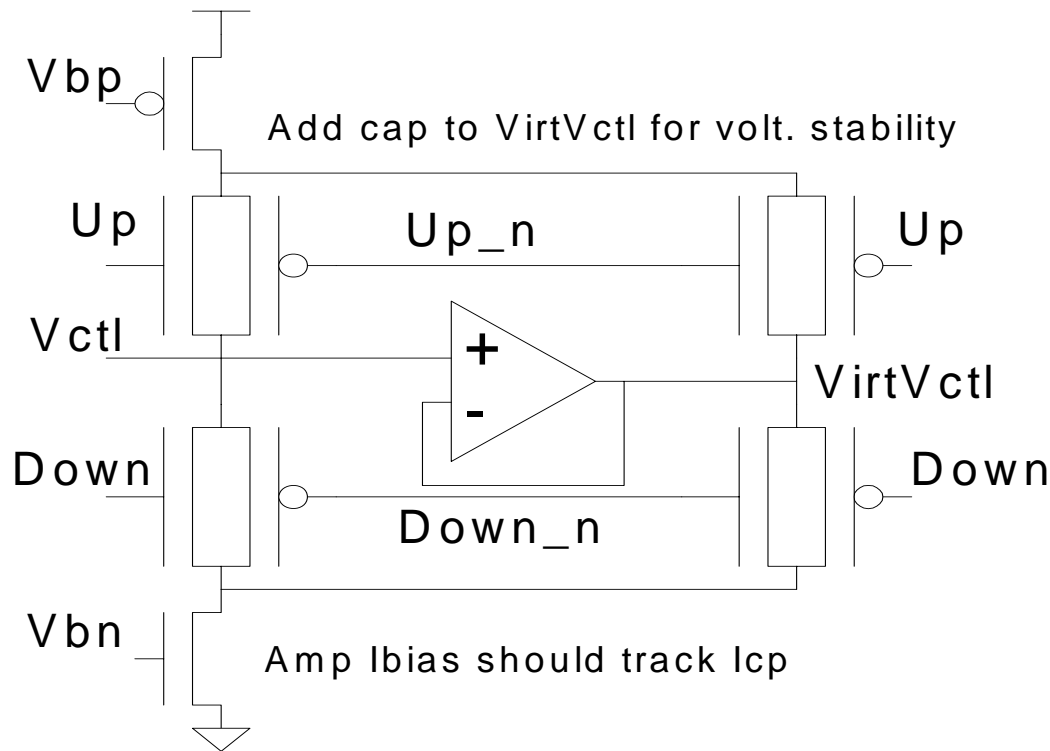 Vbp
Add cap to VirtVctl for volt. stability
Up
Up_n
Up
Vctl
+
VirtVctl
-
Down
Down_n
Down
Vbn
Amp Ibias should track Icp